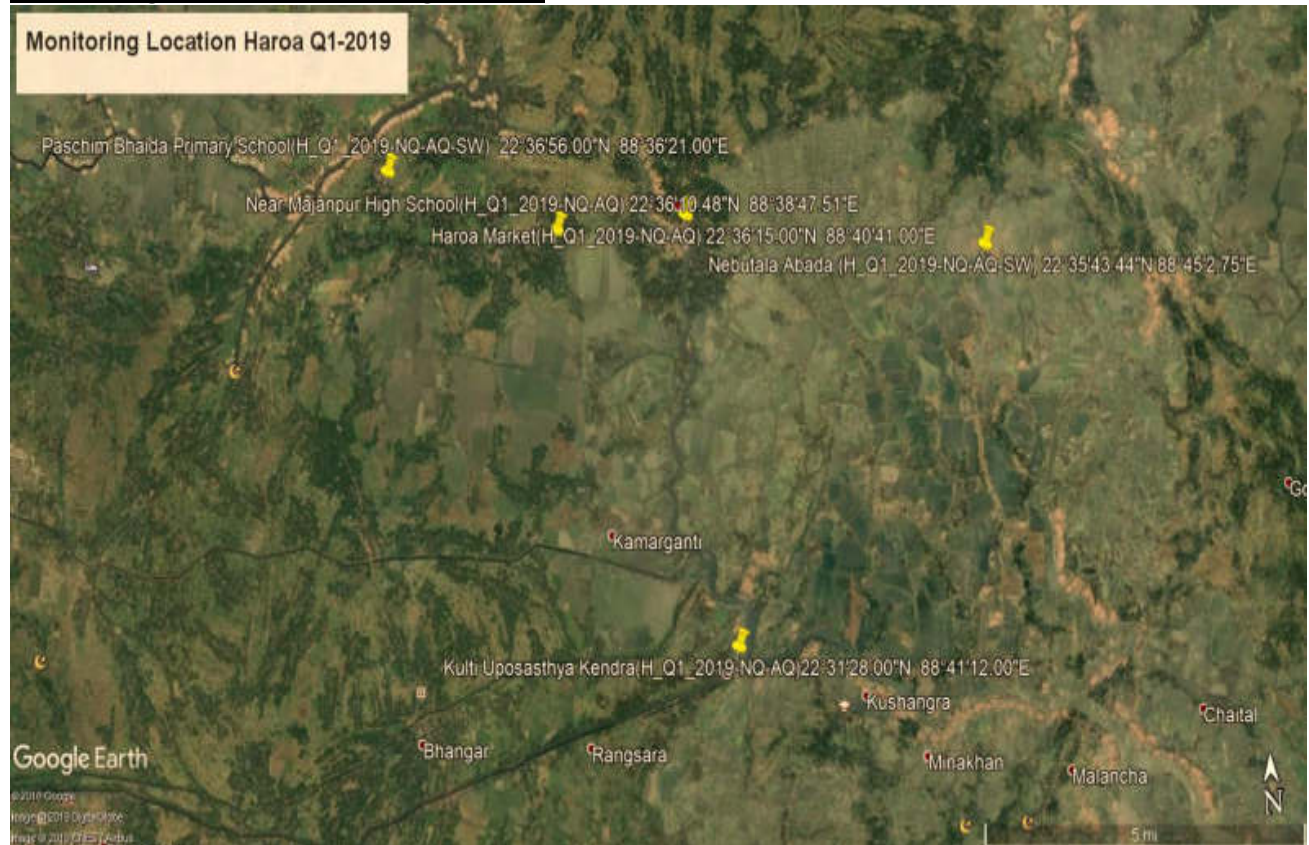 Monitoring Location Haroa Q1-2019
Paschim Bhaida Primary School(H_Q1_2019-NQ-AQ-SW) 22°36'56.00"N 88°36'21.00"E
Near Majanpur High School(H_Q1_2019-NQ-AQ) 22°36'10.48"N 88°38'47.51"E
Haroa Market(H_Q1_2019-NQ-AQ) 22°36'15.00"N 88°40'41.00"E
Nebutala Abada (H_Q1_2019-NQ-AQ-SW) 22°35'43.44"N 88°45'2.75"E
Go
Kamarganti
Kulti Uposasthya Kendra(H_Q1_2019-NQ-AQ)22°31'28.00"N 88°41'12.00"E
Kushangra
Chaital
Bhangar
Rangsara
Minakhan
Malancha
Google Earth
N
©2018 Google
5 mi